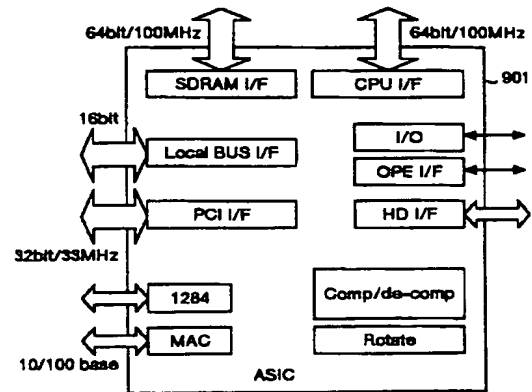 64bit/100MHz 64bit/100MHz
SDRAM I/F CPU I/F 901
16bit
Local BUS I/F I/O
OPE I/F
PCI I/F HD I/F
32bit/33MHz
1284 Comp/de-comp
MAC Rotate
10/100 base
ASIC